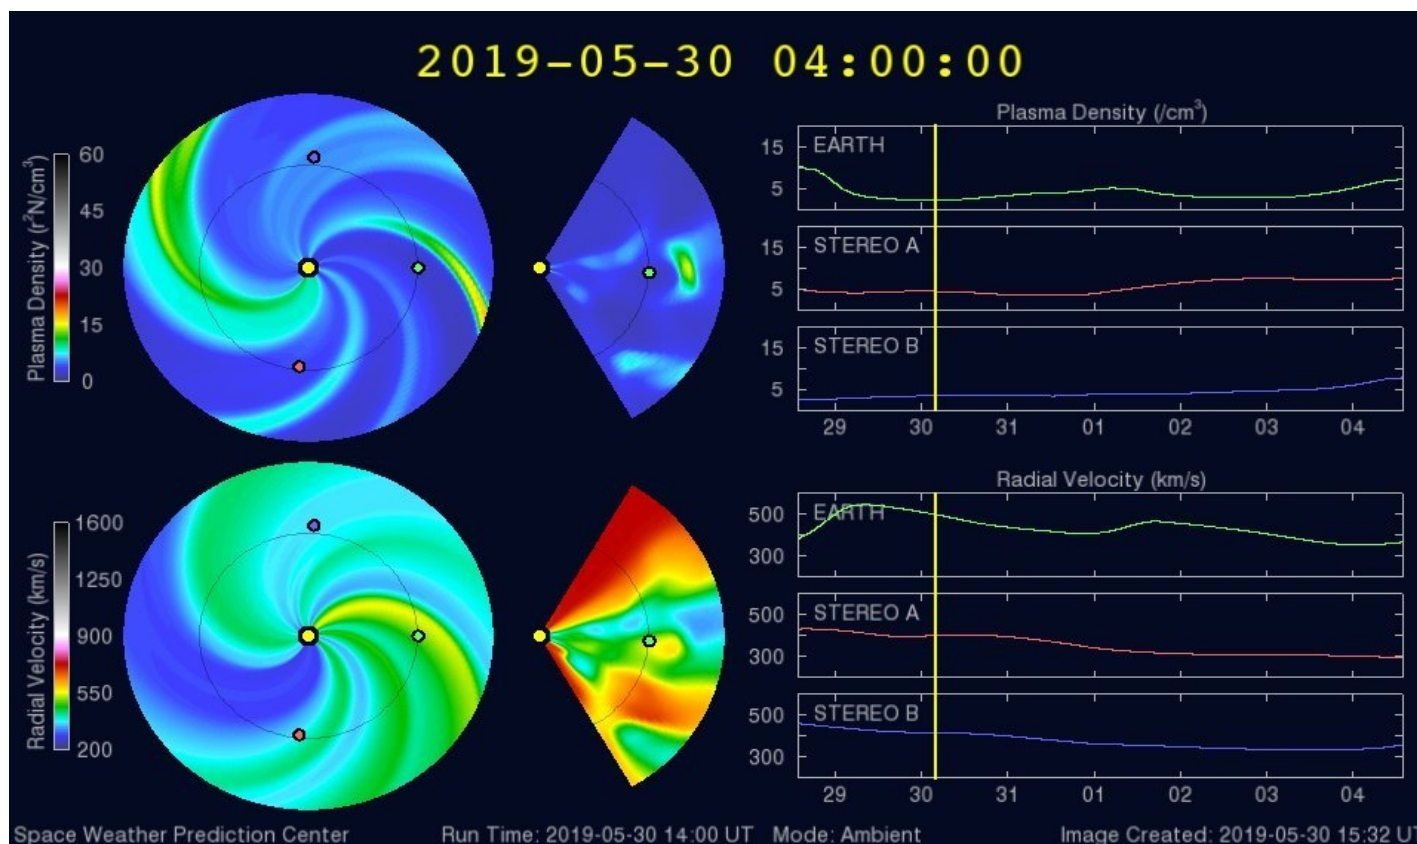 2019-05-30 04:00:00
Plasma Density (r²N/cm³)
60
45
30
15
0
Plasma Density (/cm³)
15
5
EARTH
15
5
STEREO A
15
5
STEREO B
29 30 31 01 02 03 04
Radial Velocity (km/s)
1600
1250
900
550
200
Radial Velocity (km/s)
500
300
EARTH
500
300
STEREO A
500
300
STEREO B
29 30 31 01 02 03 04
Space Weather Prediction Center Run Time: 2019-05-30 14:00 UT Mode: Ambient Image Created: 2019-05-30 15:32 UT